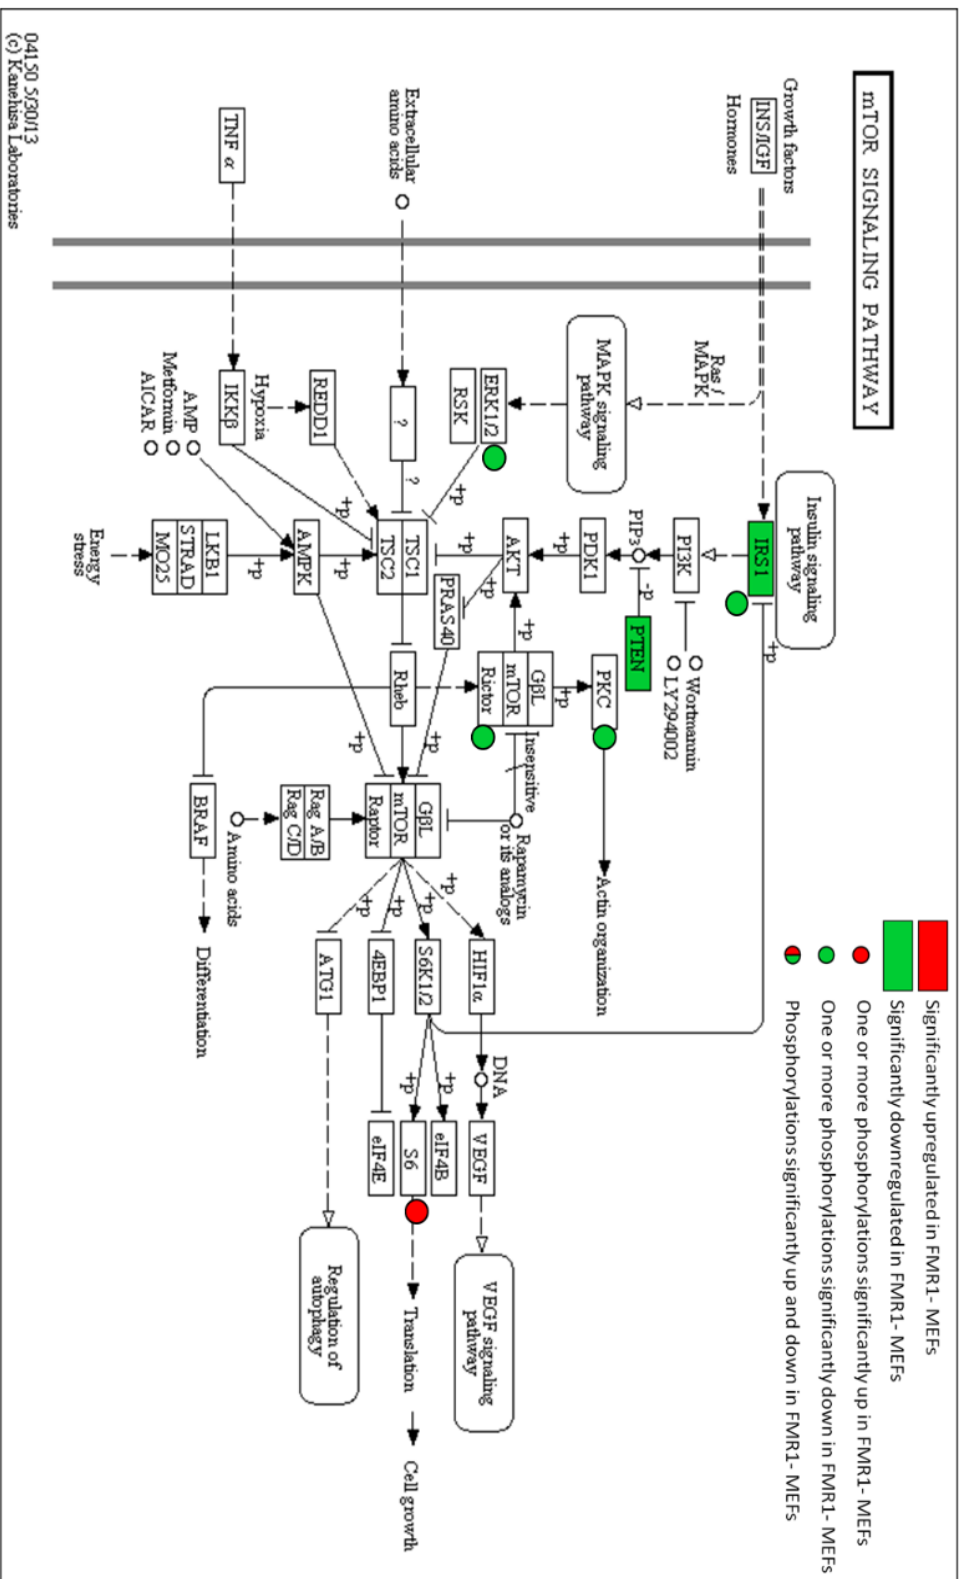 mTOR SIGNALING PATHWAY
Significantly upregulated in FMR1- MEFs
Significantly downregulated in FMR1- MEFs
One or more phosphorylations significantly up in FMR1- MEFs
One or more phosphorylations significantly down in FMR1- MEFs
Phosphorylations significantly up and down in FMR1- MEFs
Growth factors
INS/IGF
Hormones
Insulin signaling
pathway
IRS1
+p
Ras /
MAPK
PI3K
Wortmannin
LY294002
MAPK signaling
pathway
PIP3
-p
PTEN
PDK1
PKC
Actin organization
+p
+p
ERK1/2
RSK
+p
AKT
+p
+p
+p
GβL
mTOR
Rictor
Insensitive
Rapamycin
or its analogs
PRAS40
Extracellular
amino acids
?
?
TSC1
TSC2
Rheb
+p
+p
GβL
mTOR
Raptor
+p
+p
+p
+p
HIF1α
DNA
VEGF
VEGF signaling
pathway
S6K1/2
+p
+p
eIF4B
S6
Translation
Cell growth
4EBP1
eIF4E
ATG1
Regulation of
autophagy
REDD1
+p
Hypoxia
TNF α
IKKβ
AMP
Metformin
AICAR
AMPK
+p
+p
Rag A/B
Rag C/D
Amino acids
BRAF
Differentiation
LKB1
STRAD
MO25
Energy
stress
04150 5/30/13
(c) Kanehisa Laboratories